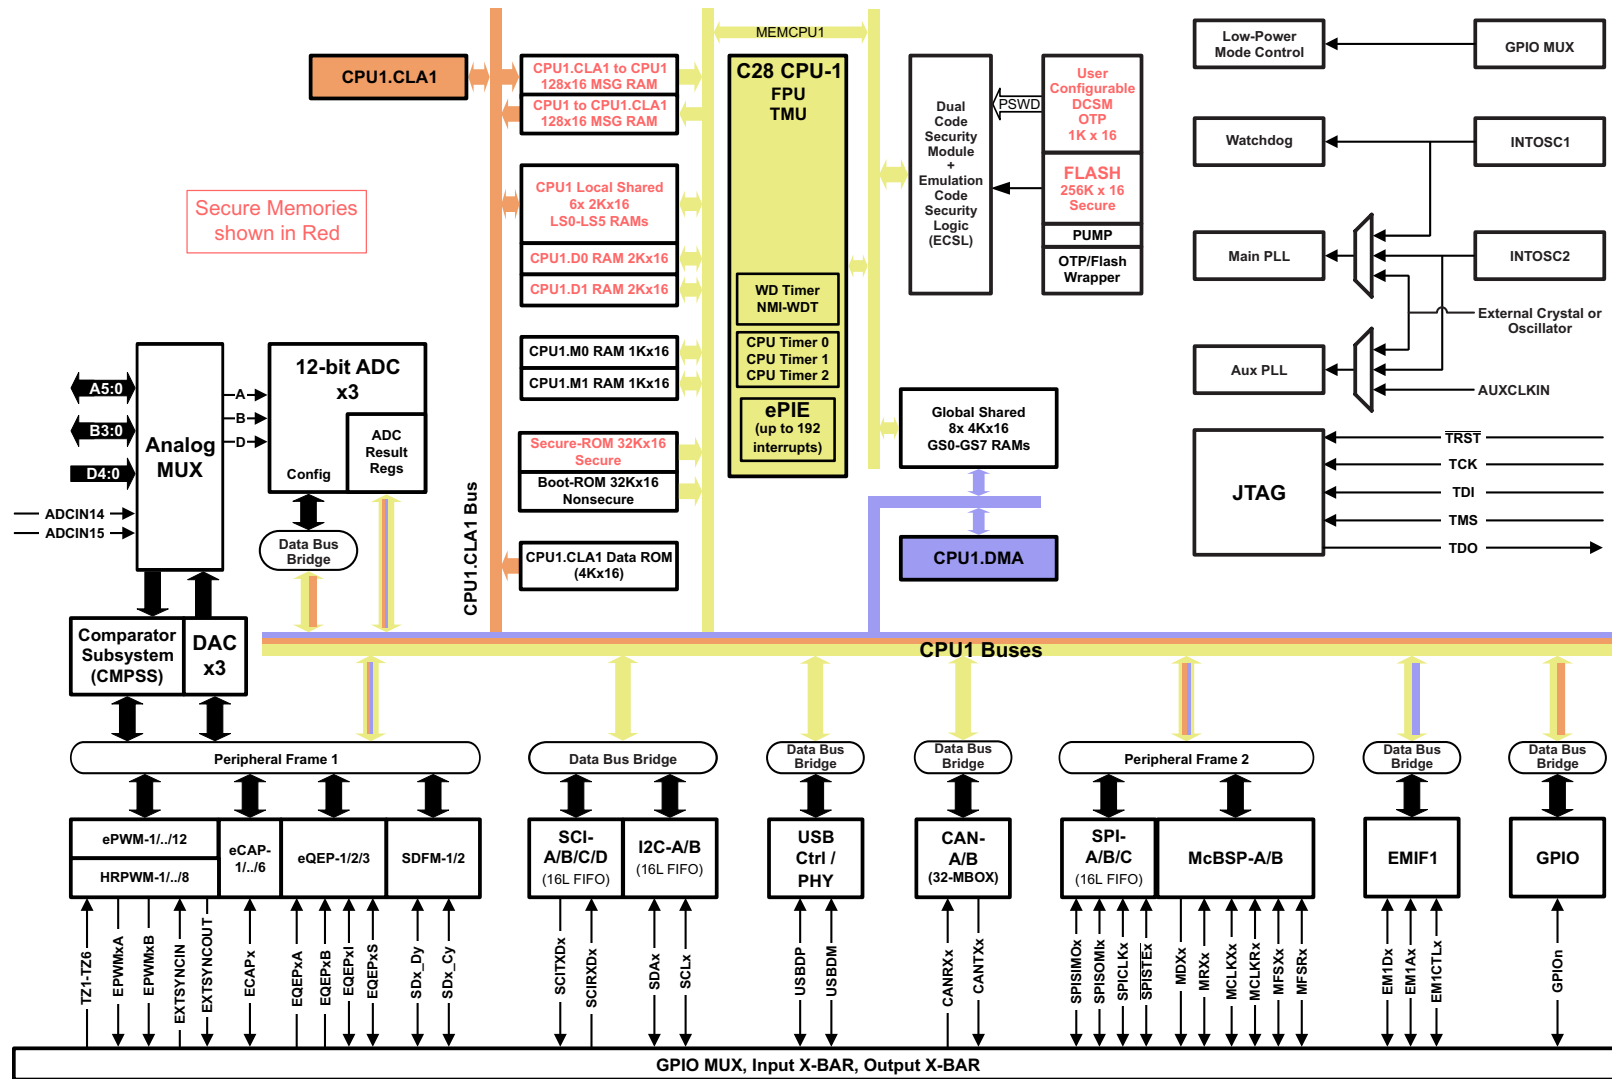 MEMCPU1
CPU1.CLA1
CPU1.CLA1 to CPU1
128x16 MSG RAM
CPU1 to CPU1.CLA1
128x16 MSG RAM
C28 CPU-1
FPU
TMU
Dual
Code
Security
Module
+
Emulation
Code
Security
Logic
(ECSL)
PSWD
User
Configurable
DCSM
OTP
1K x 16
FLASH
256K x 16
Secure
PUMP
OTP/Flash
Wrapper
Low-Power
Mode Control
GPIO MUX
Watchdog
INTOSC1
Main PLL
INTOSC2
External Crystal or
Oscillator
Aux PLL
AUXCLKIN
Secure Memories
shown in Red
CPU1 Local Shared
6x 2Kx16
LS0-LS5 RAMs
CPU1.D0 RAM 2Kx16
CPU1.D1 RAM 2Kx16
WD Timer
NMI-WDT
CPU1.M0 RAM 1Kx16
CPU1.M1 RAM 1Kx16
CPU Timer 0
CPU Timer 1
CPU Timer 2
ePIE
(up to 192
interrupts)
Secure-ROM 32Kx16
Secure
Boot-ROM 32Kx16
Nonsecure
CPU1.CLA1 Data ROM
(4Kx16)
CPU1.CLA1 Bus
Global Shared
8x 4Kx16
GS0-GS7 RAMs
CPU1.DMA
JTAG
TRST
TCK
TDI
TMS
TDO
A5:0
B3:0
D4:0
ADCIN14
ADCIN15
Analog
MUX
A
B
D
12-bit ADC
x3
ADC
Result
Regs
Config
Data Bus
Bridge
Comparator
Subsystem
(CMPSS)
DAC
x3
CPU1 Buses
Peripheral Frame 1
Data Bus Bridge
Data Bus
Bridge
Data Bus
Bridge
Peripheral Frame 2
Data Bus
Bridge
Data Bus
Bridge
ePWM-1/../12
HRPWM-1/../8
eCAP-
1/../6
eQEP-1/2/3
SDFM-1/2
SCI-
A/B/C/D
(16L FIFO)
I2C-A/B
(16L FIFO)
USB
Ctrl /
PHY
CAN-
A/B
(32-MBOX)
SPI-
A/B/C
(16L FIFO)
McBSP-A/B
EMIF1
GPIO
TZ1-TZ6
EPWMxA
EPWMxB
EXTSYNCIN
EXTSYNCOUT
ECAPx
EQEPxA
EQEPxB
EQEPxI
EQEPxS
SDx_Dy
SDx_Cy
SCITXDx
SCIRXDx
SDAx
SCLx
USBDP
USBDM
CANRXx
CANTXx
SPISIMOx
SPISOMIx
SPICLKx
SPISTEx
MDXx
MRXx
MCLKXx
MCLKRx
MFSXx
MFSRx
EM1Dx
EM1Ax
EM1CTLx
GPIOn
GPIO MUX, Input X-BAR, Output X-BAR